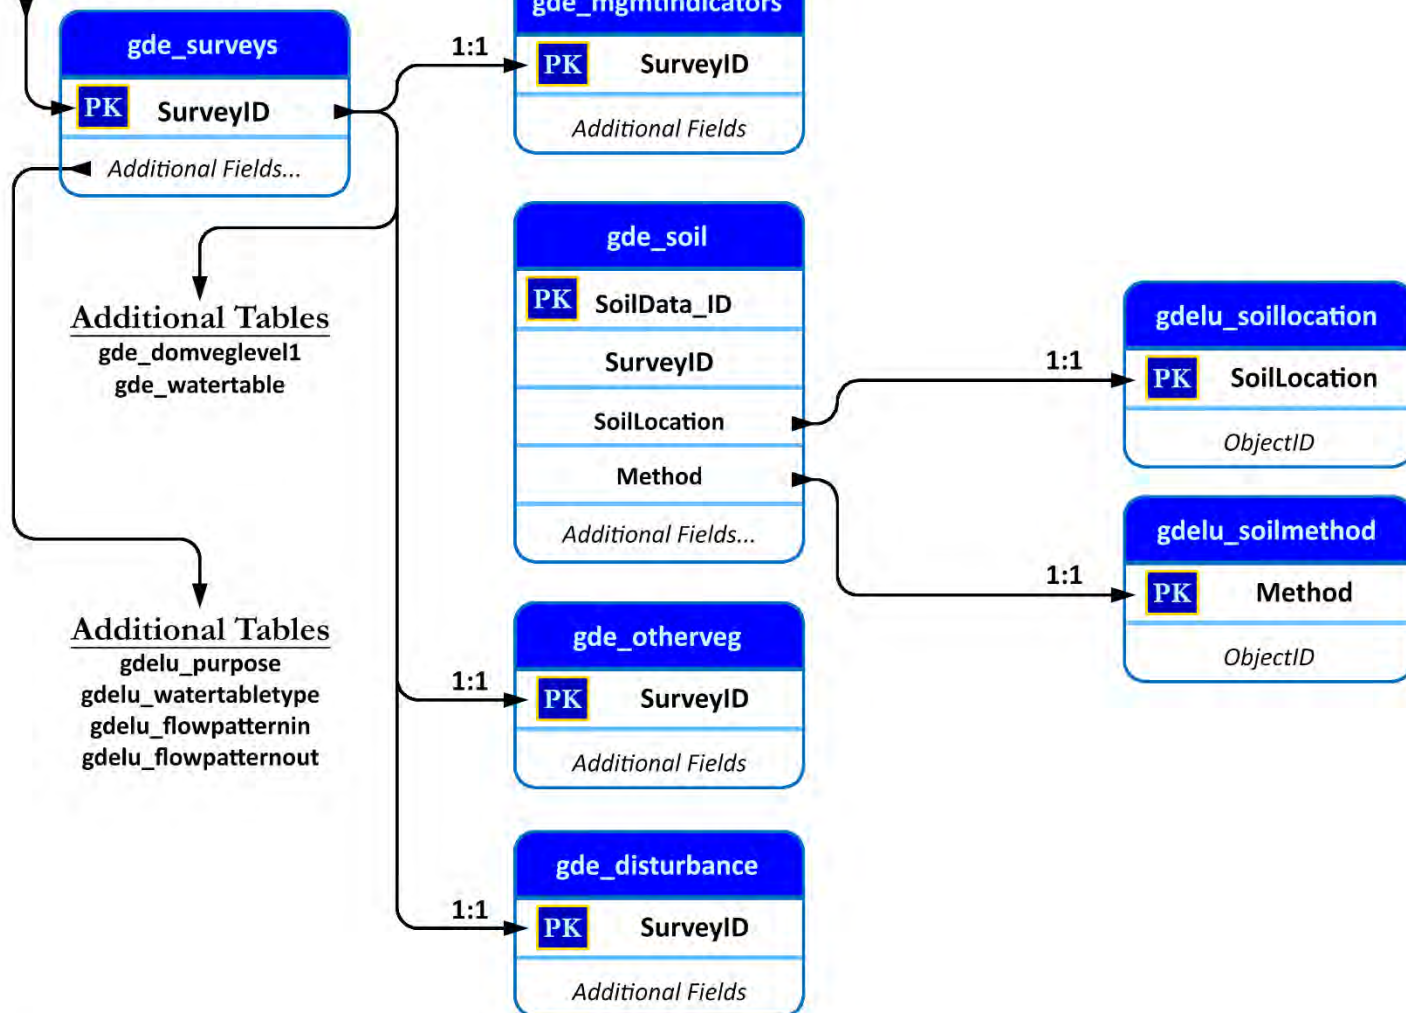 gde_surveys
PK SurveyID
Additional Fields...
Additional Tables
gde_domveglevel1
gde_watertable
Additional Tables
gdelu_purpose
gdelu_watertabletype
gdelu_flowpatternin
gdelu_flowpatternout
1:1
gde_mgmtindicators
PK SurveyID
Additional Fields
gde_soil
PK SoilData_ID
SurveyID
SoilLocation
Method
Additional Fields...
1:1
gde_otherveg
PK SurveyID
Additional Fields
1:1
gde_disturbance
PK SurveyID
Additional Fields
1:1
gdelu_soillocation
PK SoilLocation
ObjectID
1:1
gdelu_soilmethod
PK Method
ObjectID